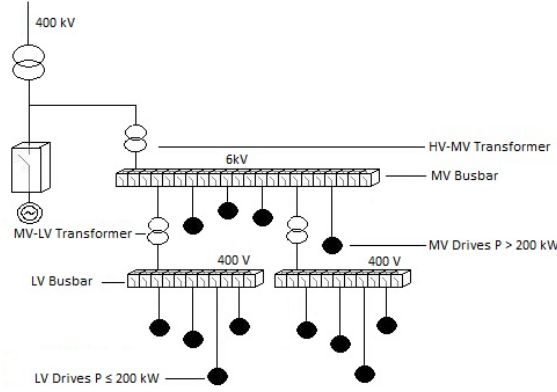 400 kV
HV-MV Transformer
6kV
MV Busbar
MV-LV Transformer
MV Drives P > 200 kW
400 V
400 V
LV Busbar
LV Drives P ≤ 200 kW